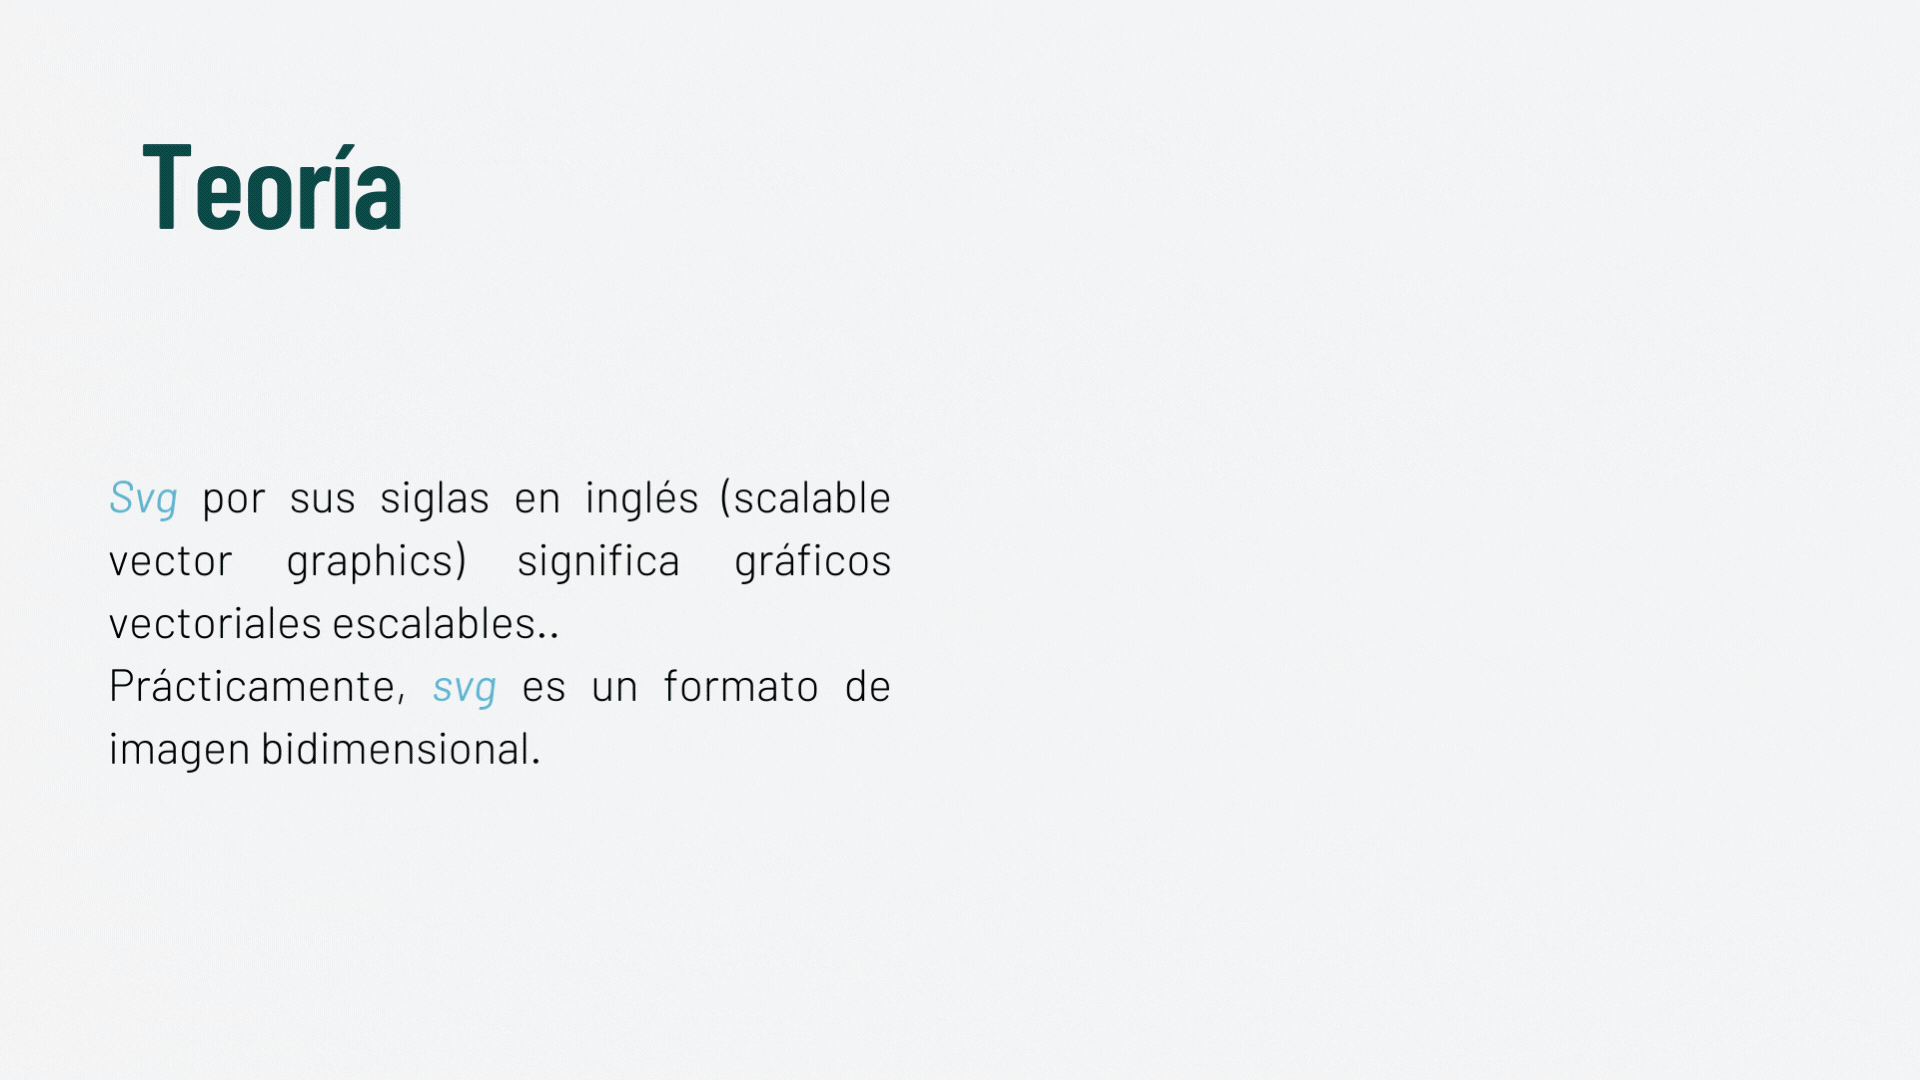 Teoría
Svg por sus siglas en inglés (scalable
vector graphics) significa gráficos
vectoriales escalables..
Prácticamente, svg es un formato de
imagen bidimensional.